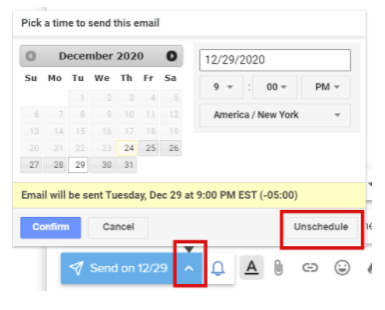 Pick a time to send this email
December 2020
Su Mo Tu We Th Fr Sa
1 2 3 4 5
6 7 8 9 10 11 12
13 14 15 16 17 18 19
20 21 22 23 24 25 26
27 28 29 30 31
12/29/2020
9 : 00 PM
America / New York
Email will be sent Tuesday, Dec 29 at 9:00 PM EST (-05:00)
Confirm Cancel Unschedule
Send on 12/29 A